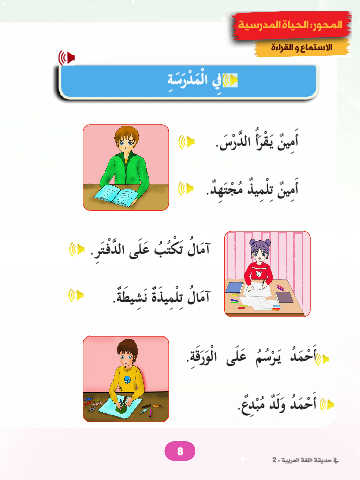 المحور: الحياة المدرسية
الاستماع و القراءة
فِي الْمَدْرَسَةِ
أَمِينٌ يَقْرَأُ الدَّرْسَ.
أَمِينٌ تِلْمِيذٌ مُجْتَهِدٌ.
آمَالُ تَكْتُبُ عَلَى الدَّفْتَرِ.
آمَالُ تِلْمِيذَةٌ نَشِيطَةٌ.
أَحْمَدُ يَرْسُمُ عَلَى الْوَرَقَةِ.
أَحْمَدُ وَلَدٌ مُبْدِعٌ.
8
في حديقة اللغة العربية - 2